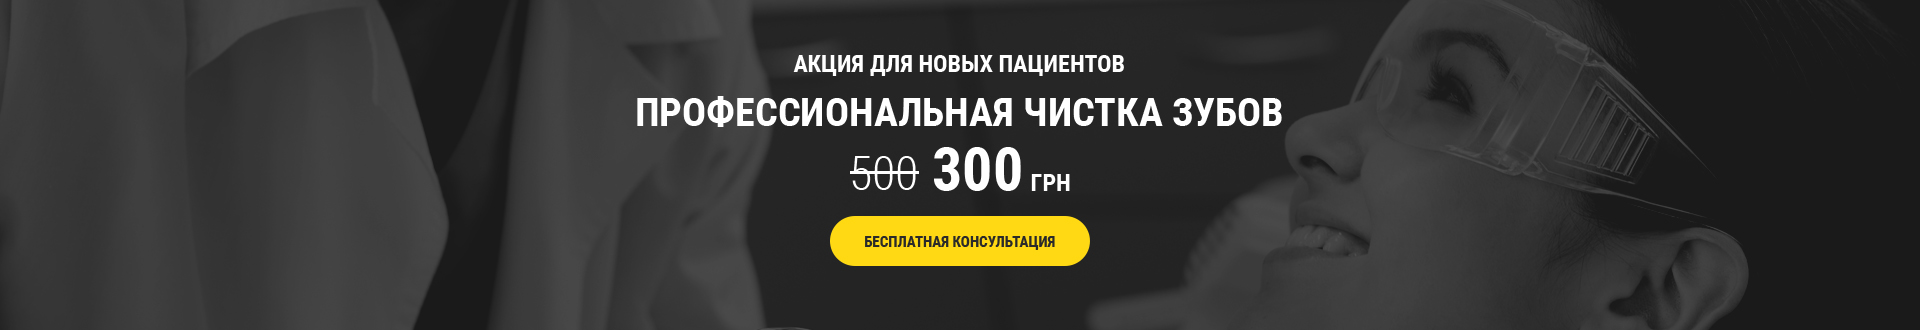 АКЦИЯ ДЛЯ НОВЫХ ПАЦИЕНТОВ
ПРОФЕССИОНАЛЬНАЯ ЧИСТКА ЗУБОВ
500 300 ГРН
БЕСПЛАТНАЯ КОНСУЛЬТАЦИЯ